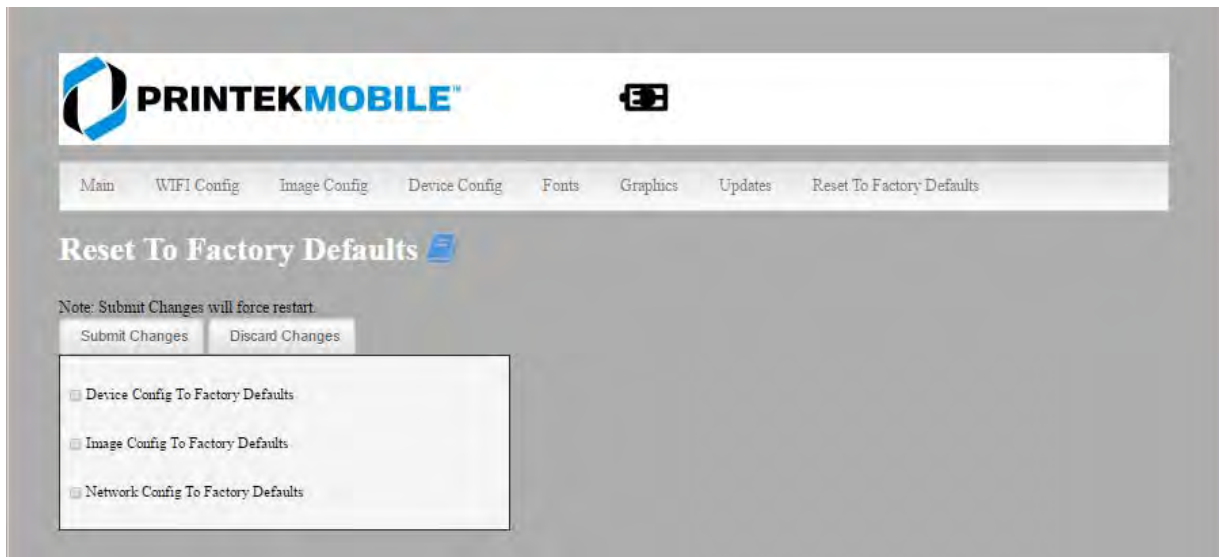 PRINTEKMOBILE™
Main WIFI Config Image Config Device Config Fonts Graphics Updates Reset To Factory Defaults
Reset To Factory Defaults
Note: Submit Changes will force restart.
Submit Changes Discard Changes
Device Config To Factory Defaults
Image Config To Factory Defaults
Network Config To Factory Defaults